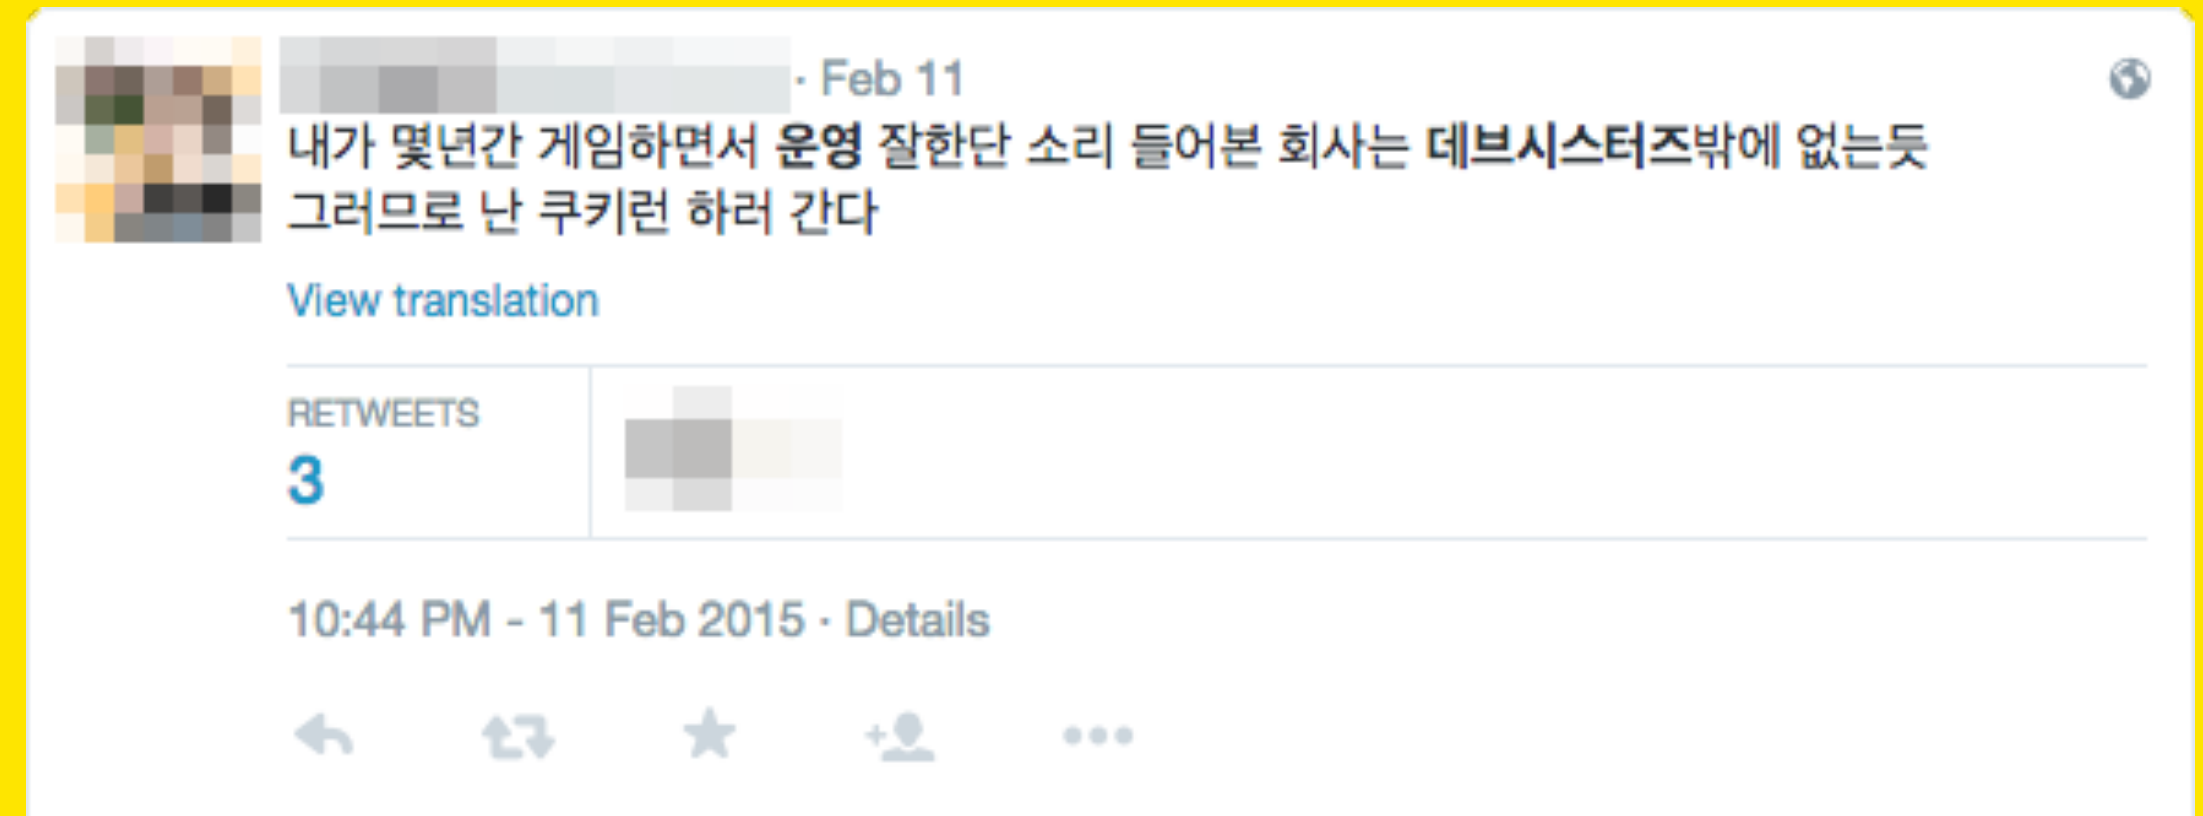 · Feb 11
내가 몇년간 게임하면서 운영 잘한단 소리 들어본 회사는 데브시스터즈밖에 없는듯
그러므로 난 쿠키런 하러 간다
View translation
RETWEETS
3
10:44 PM - 11 Feb 2015 · Details